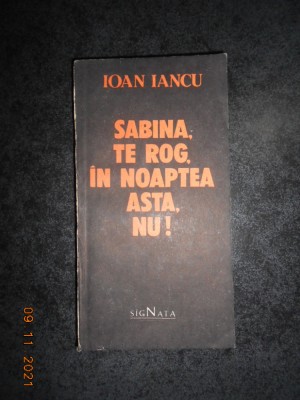 IOAN IANCU
SABINA,
TE ROG,
ÎN NOAPTEA
ASTA,
NU!
SIGNATA
09 11 2021